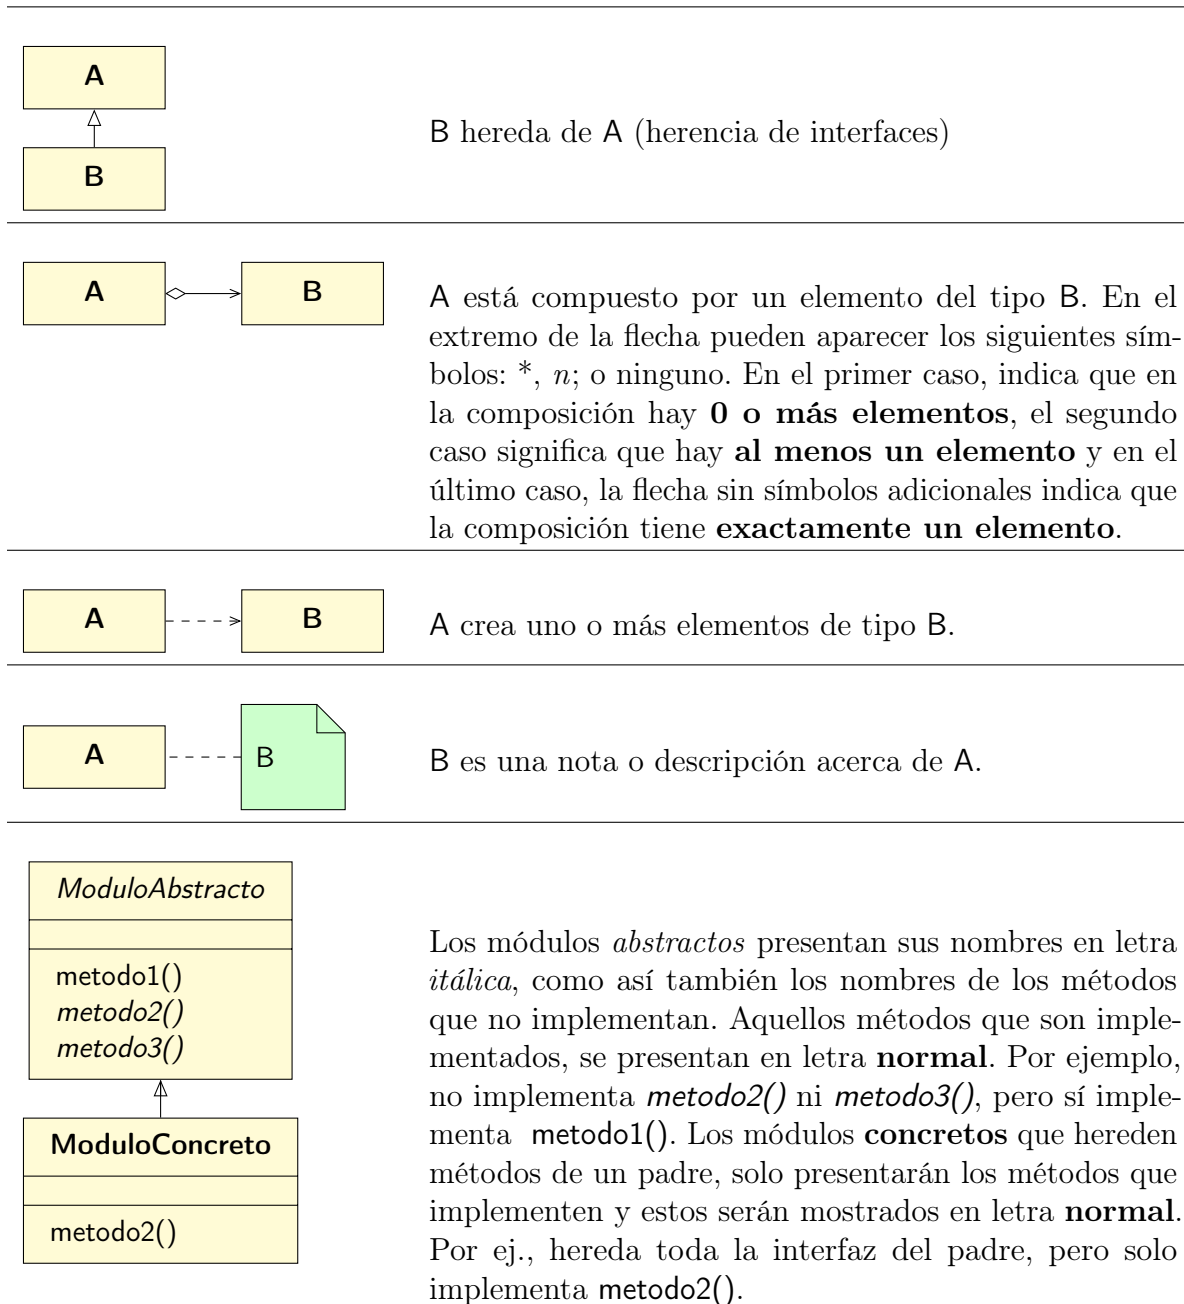 A
B
B hereda de A (herencia de interfaces)
A
B
A está compuesto por un elemento del tipo B. En el
extremo de la flecha pueden aparecer los siguientes sím-
bolos: *, n; o ninguno. En el primer caso, indica que en
la composición hay 0 o más elementos, el segundo
caso significa que hay al menos un elemento y en el
último caso, la flecha sin símbolos adicionales indica que
la composición tiene exactamente un elemento.
A
B
A crea uno o más elementos de tipo B.
A
B
B es una nota o descripción acerca de A.
ModuloAbstracto
metodo1()
metodo2()
metodo3()
ModuloConcreto
metodo2()
Los módulos abstractos presentan sus nombres en letra
itálica, como así también los nombres de los métodos
que no implementan. Aquellos métodos que son imple-
mentados, se presentan en letra normal. Por ejemplo,
no implementa metodo2() ni metodo3(), pero sí imple-
menta metodo1(). Los módulos concretos que hereden
métodos de un padre, solo presentarán los métodos que
implementen y estos serán mostrados en letra normal.
Por ej., hereda toda la interfaz del padre, pero solo
implementa metodo2().